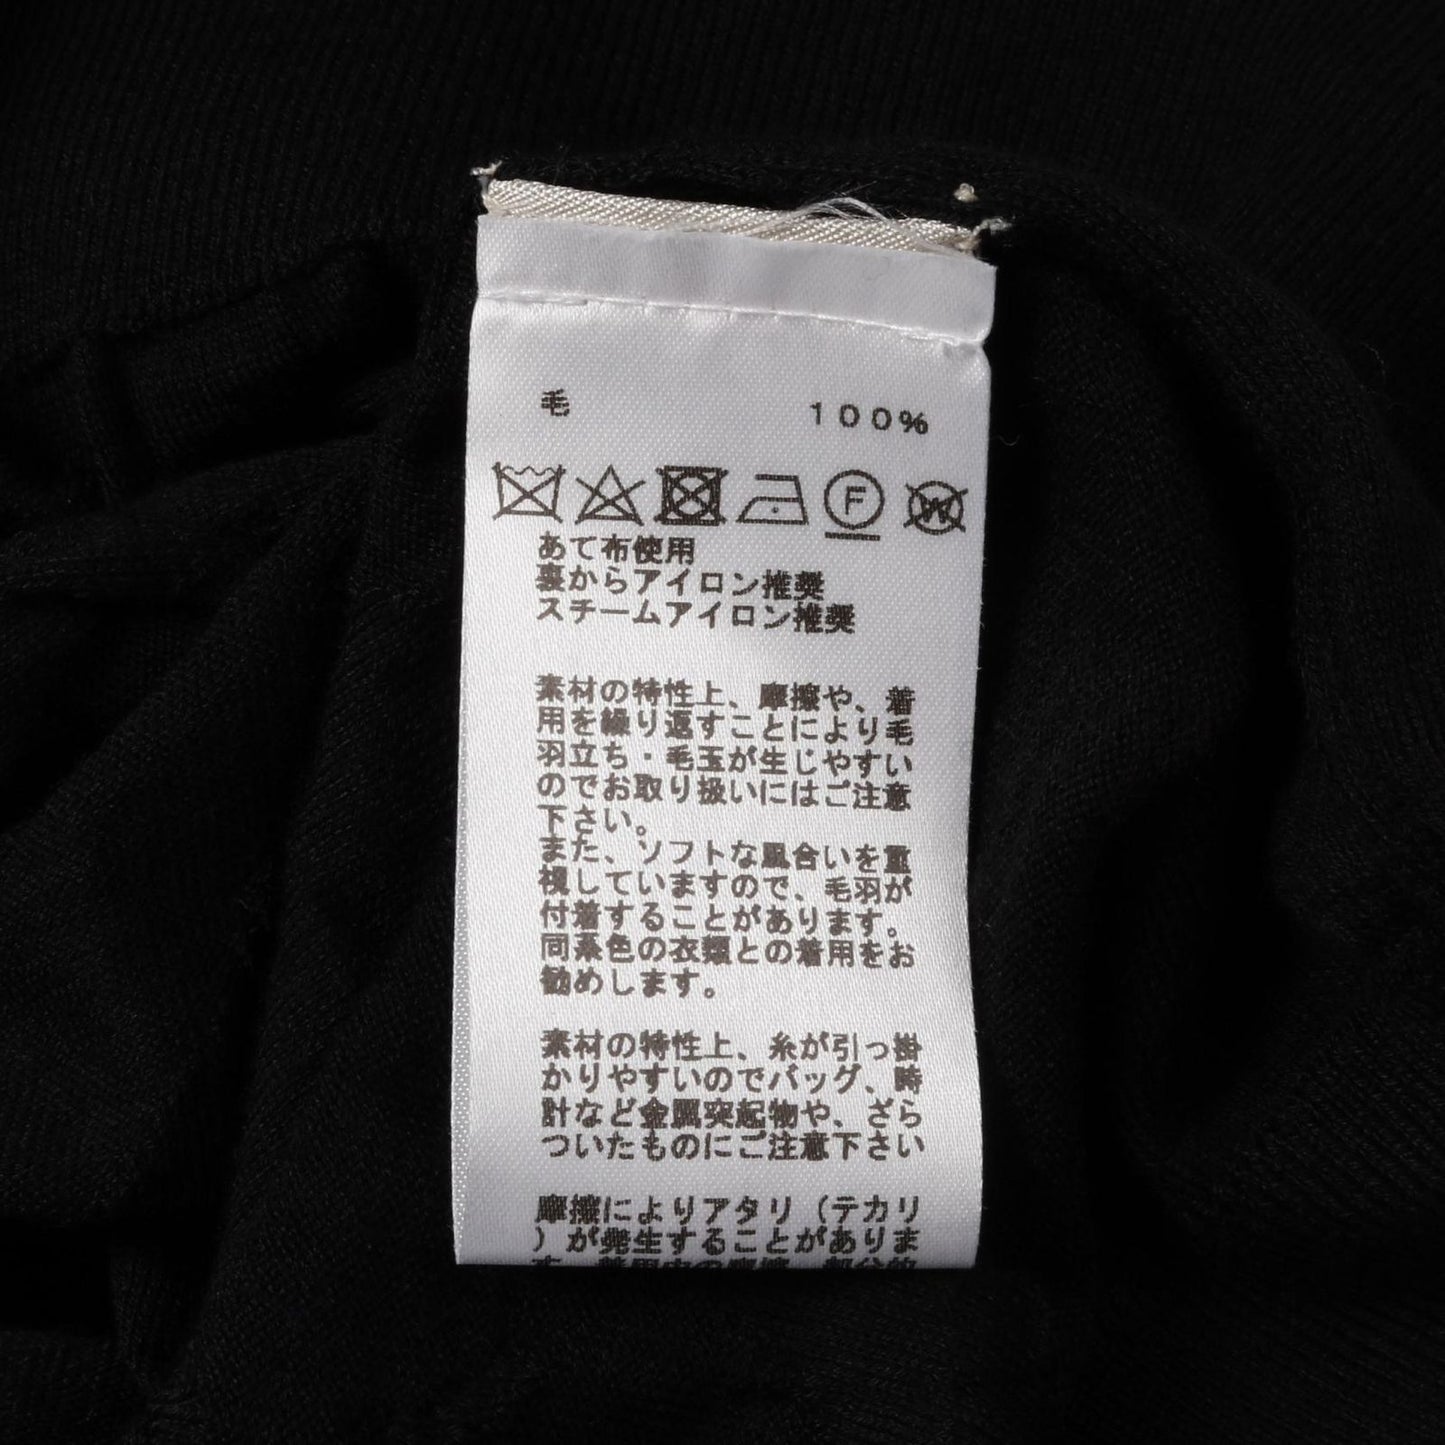 毛 100%
F W
あて布使用
裏からアイロン推奨
スチームアイロン推奨
素材の特性上、摩擦や、着
用を繰り返すことにより毛
羽立ち・毛玉が生じやすい
のでお取り扱いにはご注意
下さい。
また、ソフトな風合いを重
視していますので、毛羽が
付着することがあります。
同系色の衣類との着用をお
勧めします。
素材の特性上、糸が引っ掛
かりやすいのでバッグ、時
計など金属突起物や、ざら
ついたものにご注意下さい
摩擦によりアタリ（テカリ
）が発生することがありま